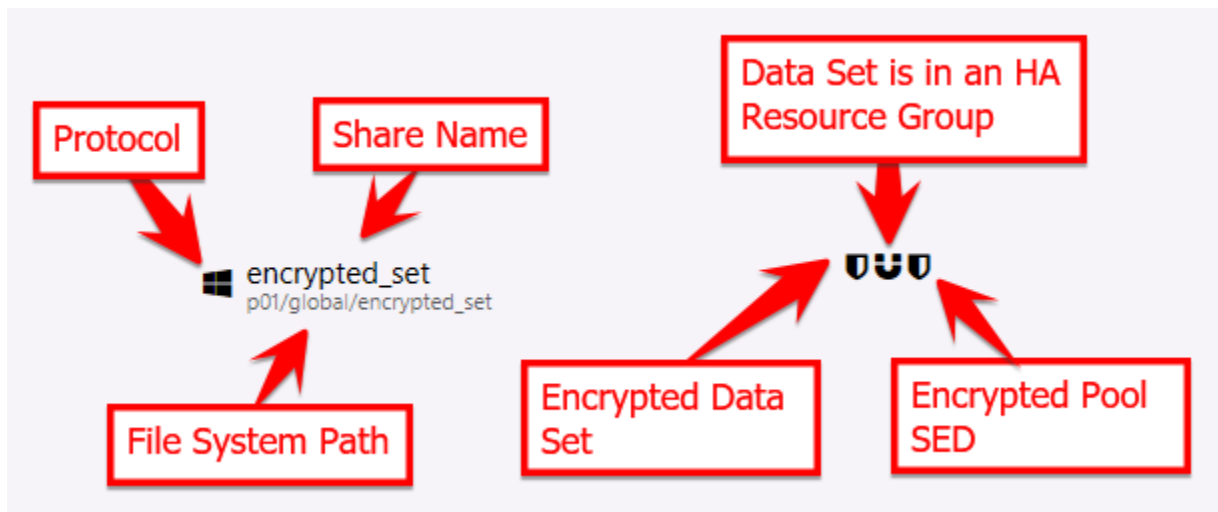 Data Set is in an HA
Resource Group
Protocol
Share Name
encrypted_set
p01/global/encrypted_set
File System Path
Encrypted Data
Set
Encrypted Pool
SED